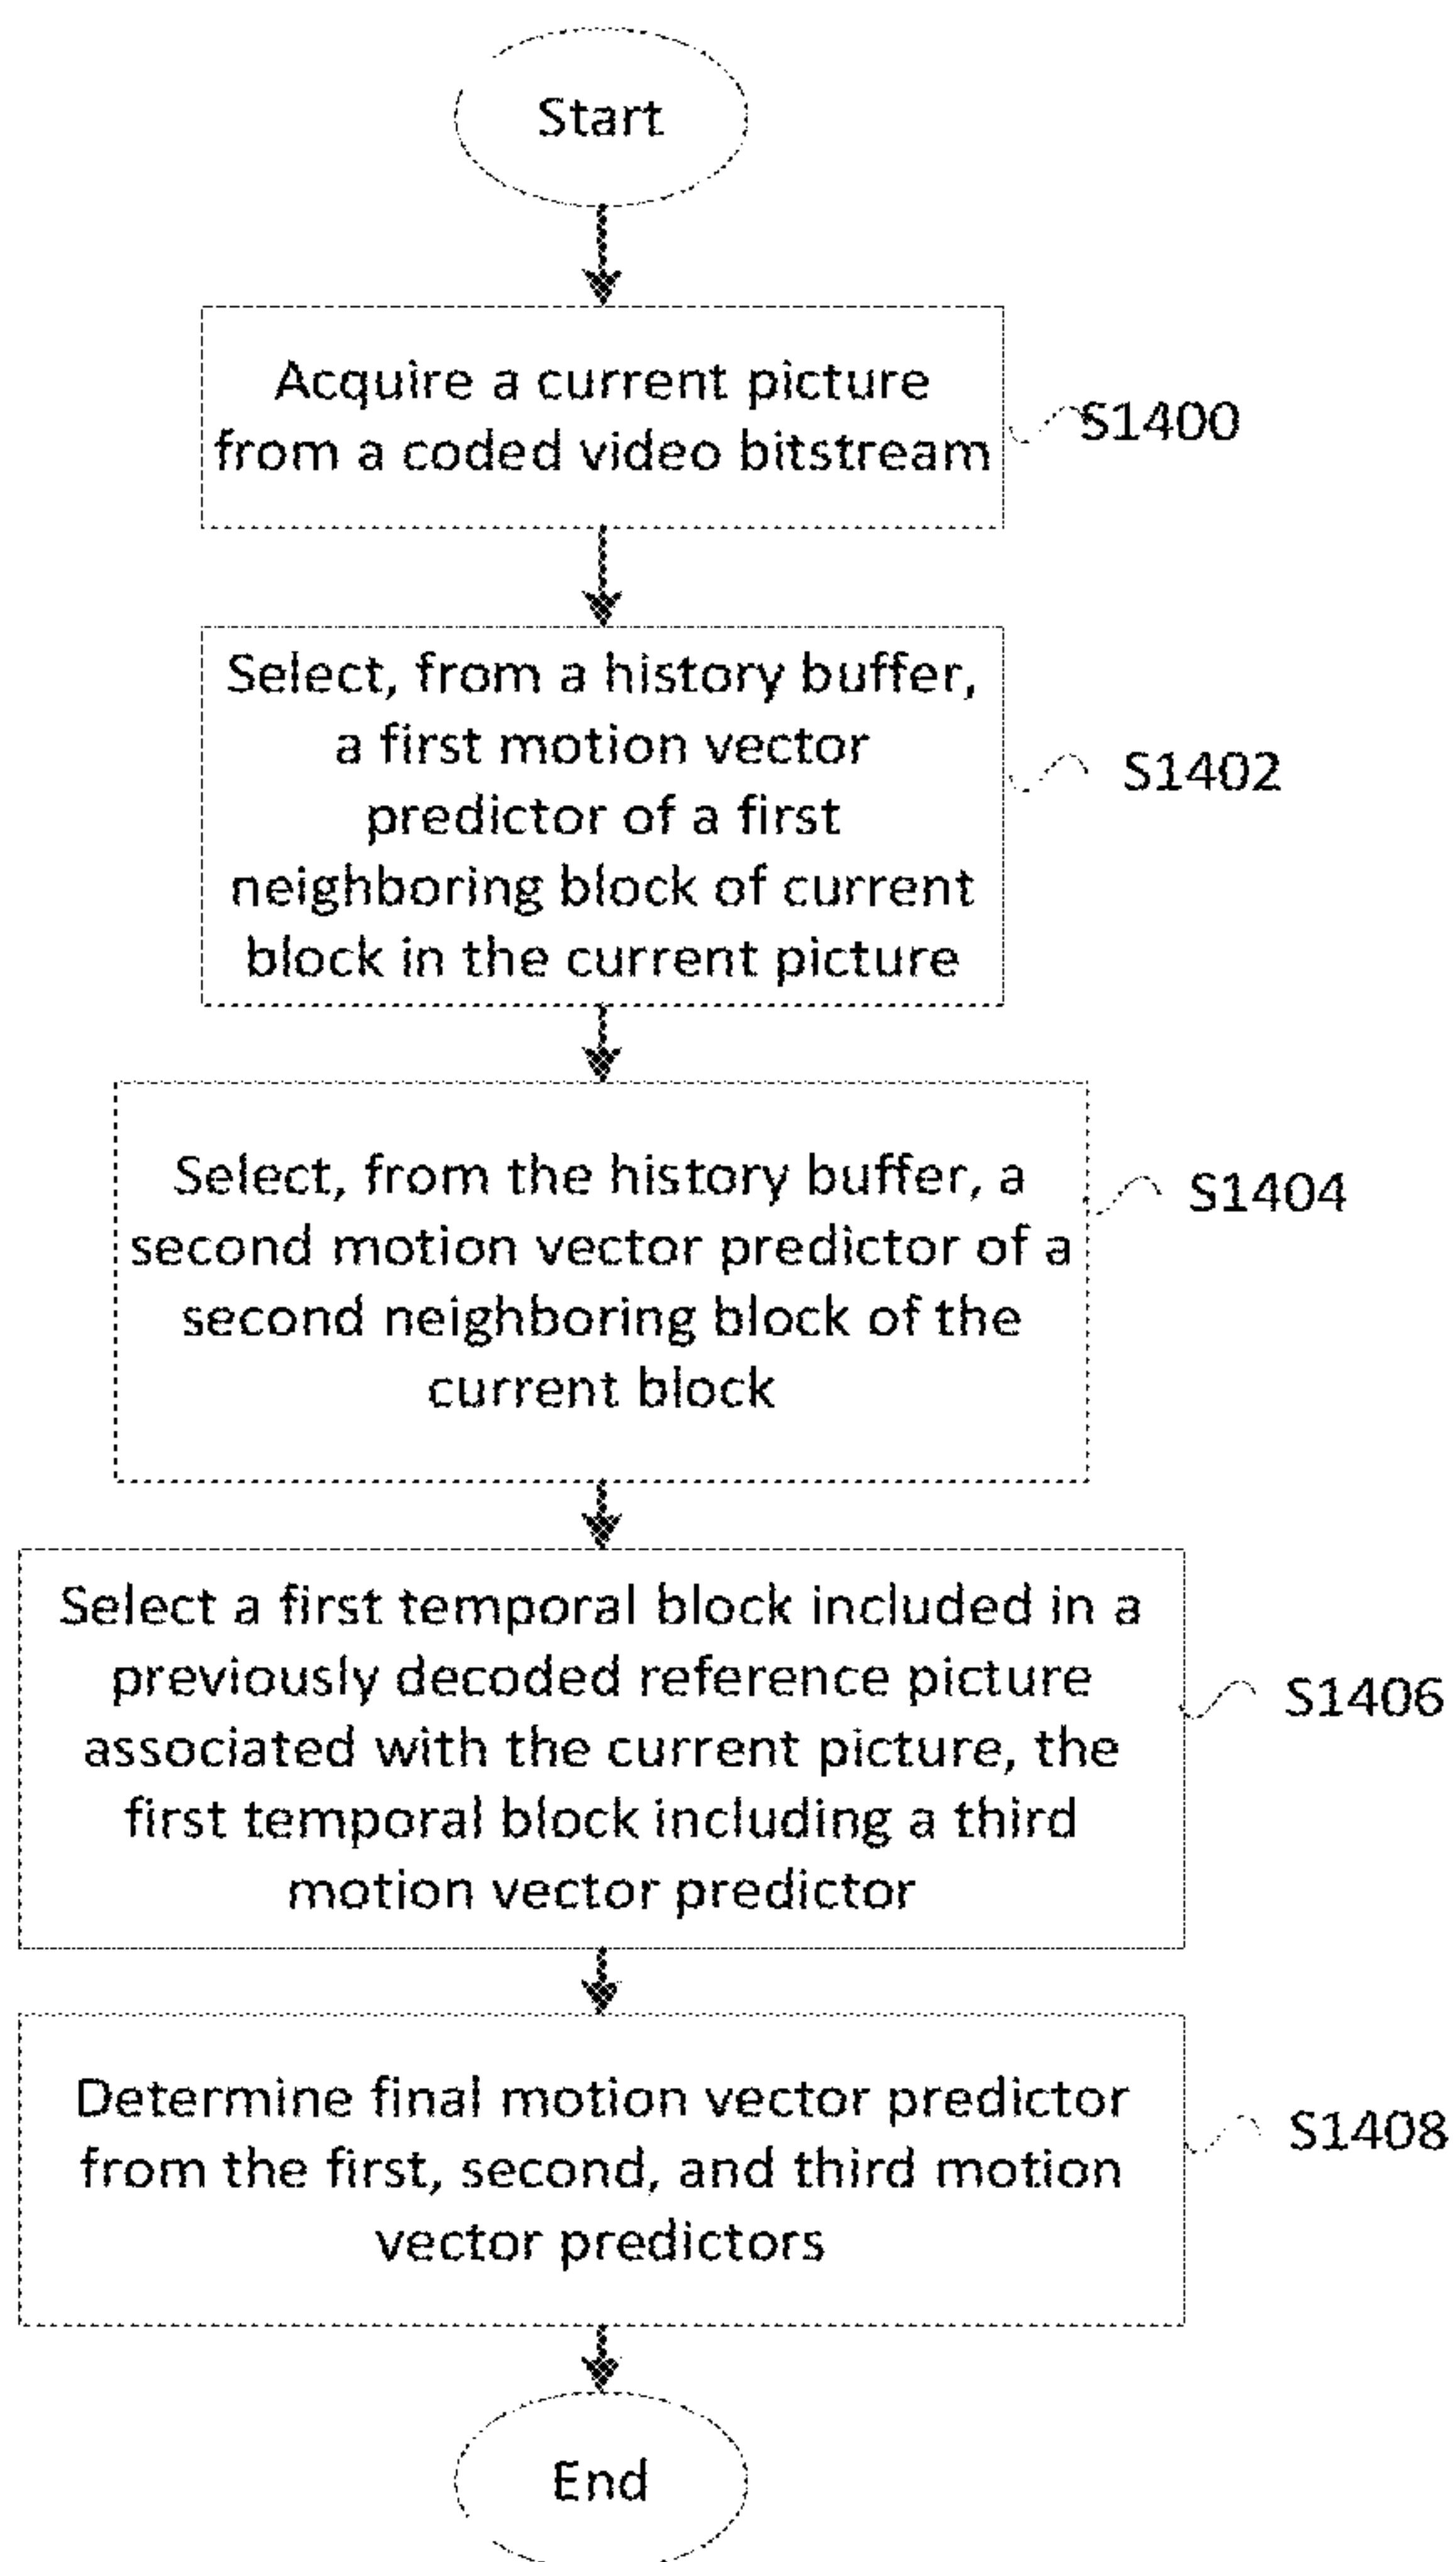 Start
Acquire a current picture
from a coded video bitstream
S1400
Select, from a history buffer,
a first motion vector
predictor of a first
neighboring block of current
block in the current picture
S1402
Select, from the history buffer, a
second motion vector predictor of a
second neighboring block of the
current block
S1404
Select a first temporal block included in a
previously decoded reference picture
associated with the current picture, the
first temporal block including a third
motion vector predictor
S1406
Determine final motion vector predictor
from the first, second, and third motion
vector predictors
S1408
End